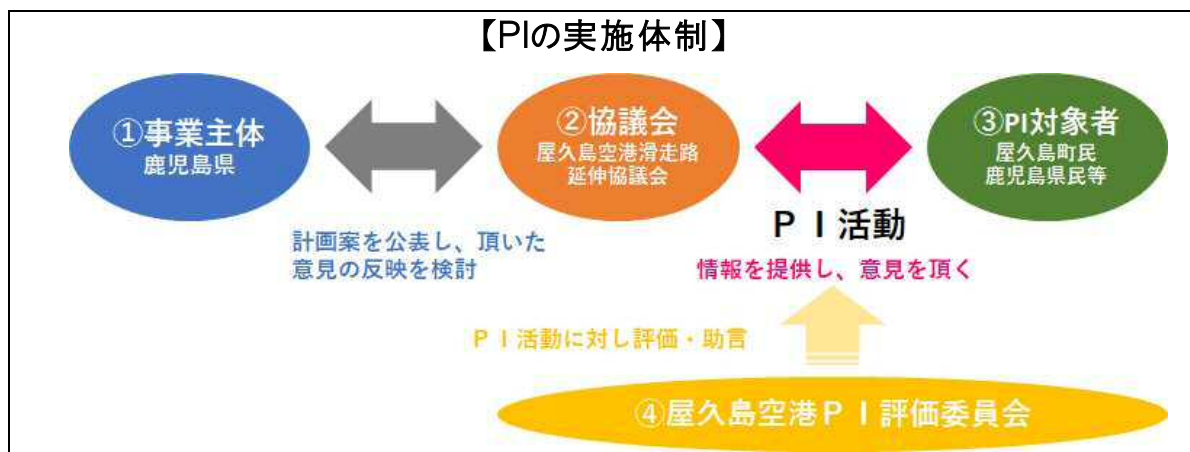 【PIの実施体制】
①事業主体
鹿児島県
②協議会
屋久島空港滑走路
延伸協議会
③PI対象者
屋久島町民
鹿児島県民等
計画案を公表し、頂いた
意見の反映を検討
ＰＩ活動
情報を提供し、意見を頂く
ＰＩ活動に対し評価・助言
④屋久島空港ＰＩ評価委員会